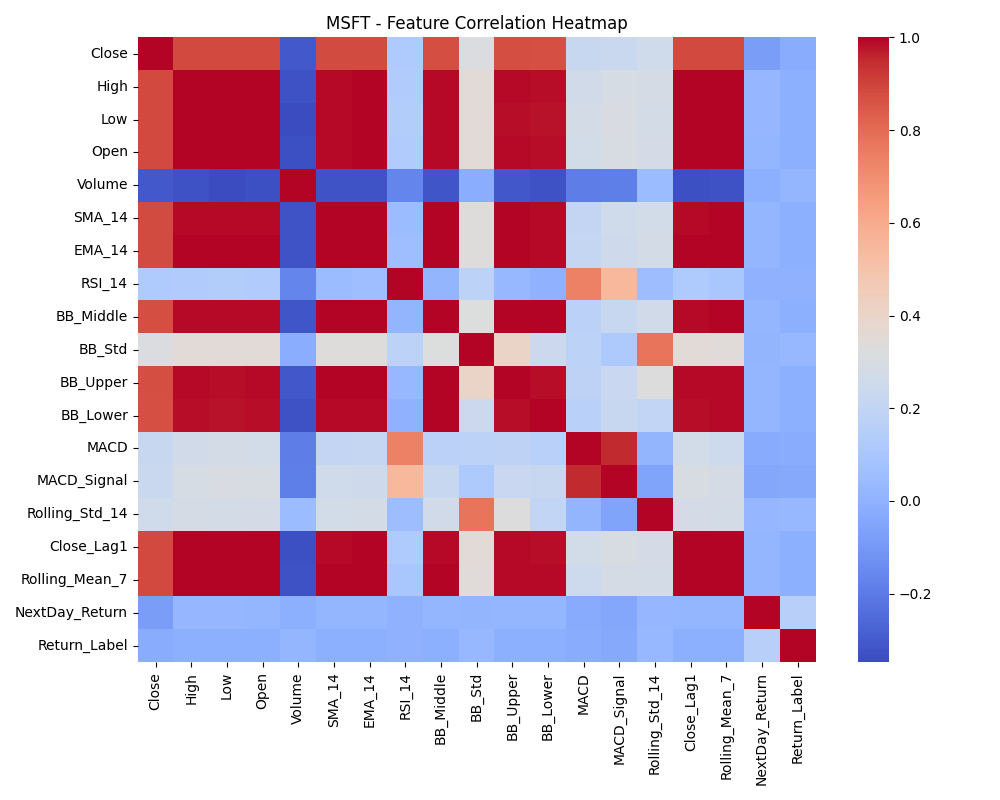 MSFT - Feature Correlation Heatmap
Close
High
Low
Open
Volume
SMA_14
EMA_14
RSI_14
BB_Middle
BB_Std
BB_Upper
BB_Lower
MACD
MACD_Signal
Rolling_Std_14
Close_Lag1
Rolling_Mean_7
NextDay_Return
Return_Label
Close
High
Low
Open
Volume
SMA_14
EMA_14
RSI_14
BB_Middle
BB_Std
BB_Upper
BB_Lower
MACD
MACD_Signal
Rolling_Std_14
Close_Lag1
Rolling_Mean_7
NextDay_Return
Return_Label
1.0
0.8
0.6
0.4
0.2
0.0
−0.2